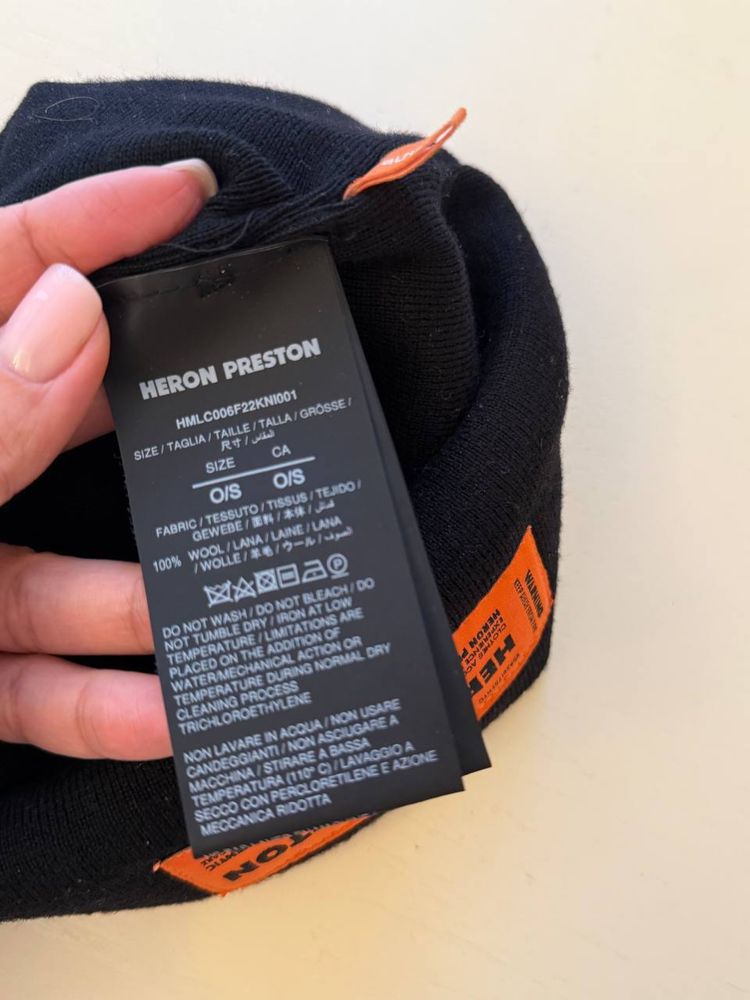 HERON PRESTON
HMLC006F22KNI001
SIZE / TAGLIA / TAILLE / TALLA / GRÖSSE /
尺寸 / المقاس
SIZE CA
O/S O/S
FABRIC / TESSUTO / TISSUS / TEJIDO /
GEWEBE / 面料 / 本体 / قماش
100% WOOL / LANA / LAINE / LANA
/ WOLLE / 羊毛 / ウール / الصوف
DO NOT WASH / DO NOT BLEACH / DO
NOT TUMBLE DRY / IRON AT LOW
TEMPERATURE / LIMITATIONS ARE
PLACED ON THE ADDITION OF
WATER/MECHANICAL ACTION OR
TEMPERATURE DURING NORMAL DRY
CLEANING PROCESS
TRICHLOROETHYLENE
NON LAVARE IN ACQUA / NON USARE
CANDEGGIANTI / NON ASCIUGARE A
MACCHINA / STIRARE A BASSA
TEMPERATURA (110° C) / LAVAGGIO A
SECCO CON PERCLORETILENE E AZIONE
MECCANICA RIDOTTA
WARNING
HERON P
EXPERIENCE
CLOTHER
HE
TON